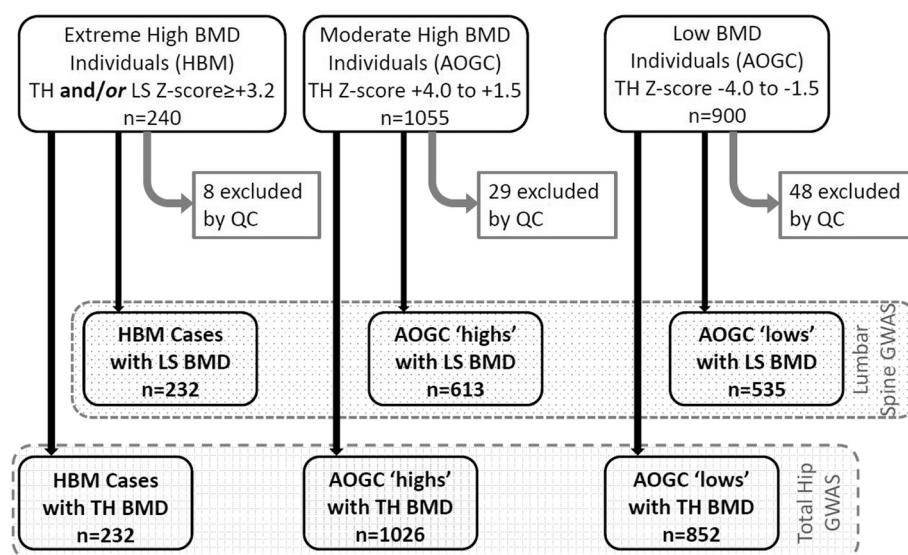 Extreme High BMD
Individuals (HBM)
TH and/or LS Z-score≥+3.2
n=240
Moderate High BMD
Individuals (AOGC)
TH Z-score +4.0 to +1.5
n=1055
Low BMD
Individuals (AOGC)
TH Z-score -4.0 to -1.5
n=900
8 excluded
by QC
29 excluded
by QC
48 excluded
by QC
HBM Cases
with LS BMD
n=232
AOGC ‘highs’
with LS BMD
n=613
AOGC ‘lows’
with LS BMD
n=535
Lumbar
Spine GWAS
HBM Cases
with TH BMD
n=232
AOGC ‘highs’
with TH BMD
n=1026
AOGC ‘lows’
with TH BMD
n=852
Total Hip
GWAS